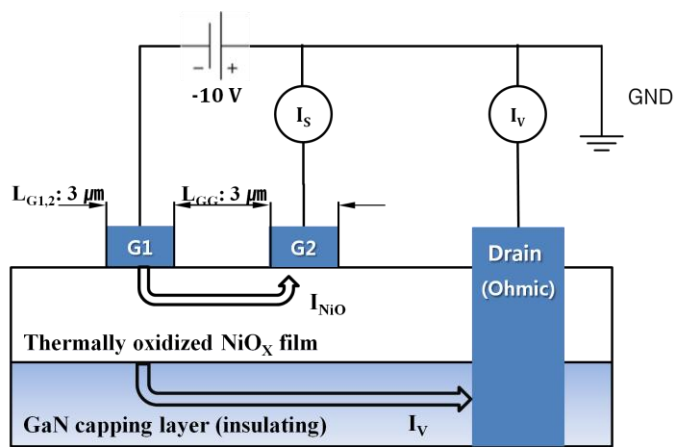 -10 V
I_S
I_V
GND
L_G1,2: 3 ㎛
L_GG: 3 ㎛
G1
G2
Drain
(Ohmic)
I_NiO
Thermally oxidized NiO_X film
GaN capping layer (insulating)
I_V